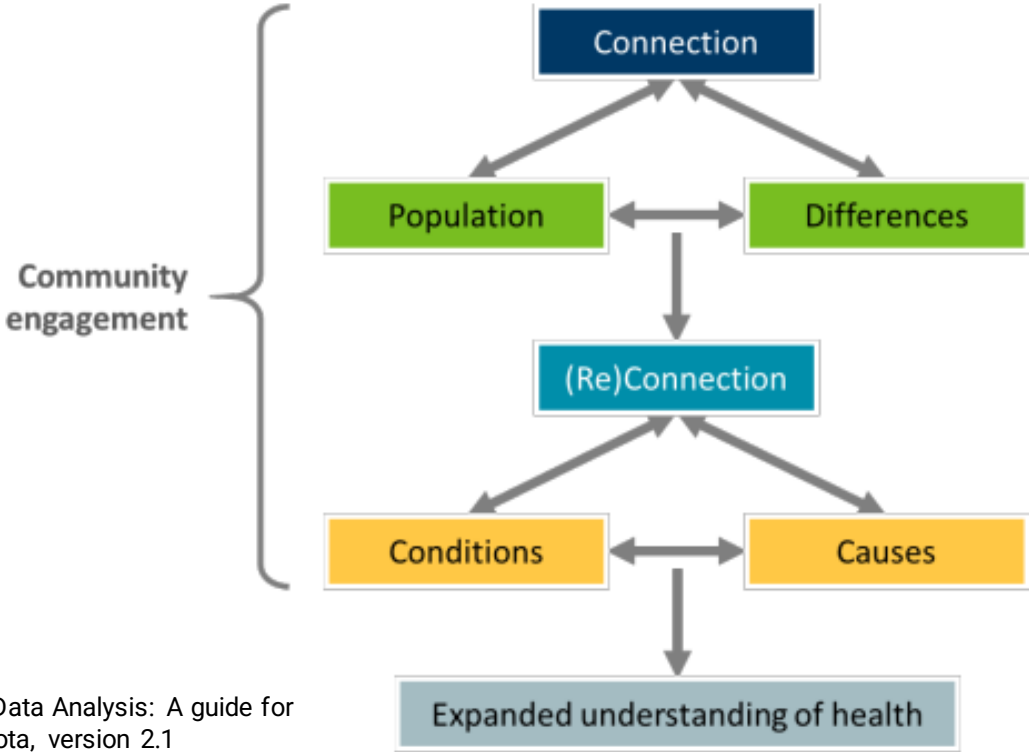 Connection
Population
Differences
Community
engagement
(Re)Connection
Conditions
Causes
Expanded understanding of health
Data Analysis: A guide for
version 2.1